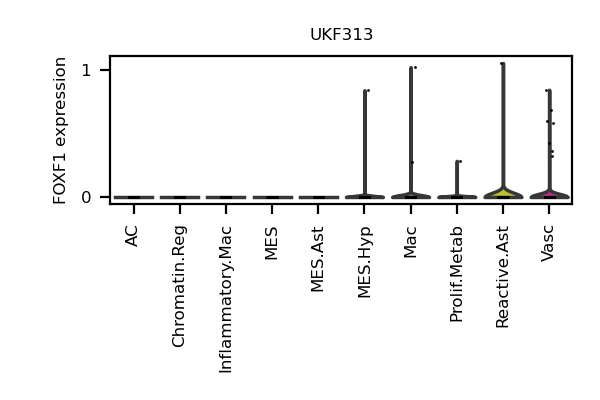 UKF313
FOXF1 expression
1
0
AC
Chromatin.Reg
Inflammatory.Mac
MES
MES.Ast
MES.Hyp
Mac
Prolif.Metab
Reactive.Ast
Vasc